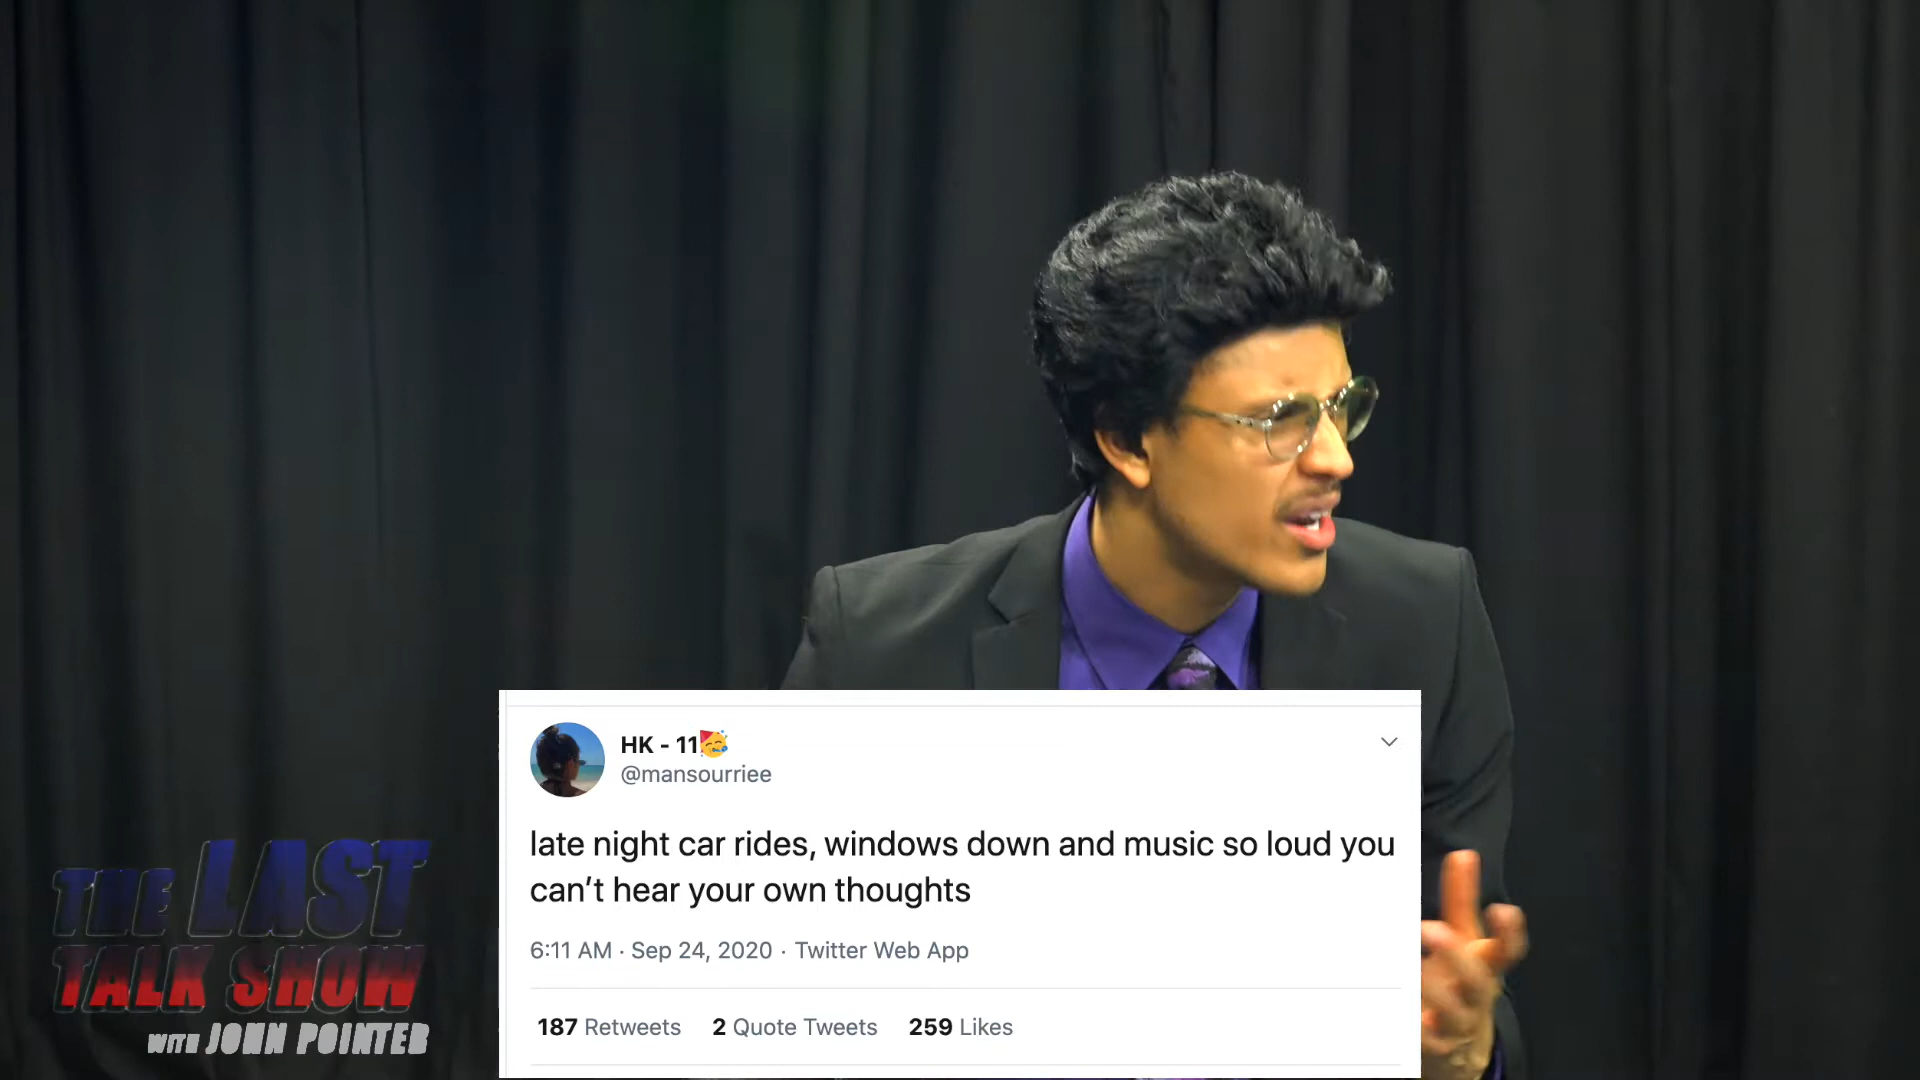 HK - 11🥳
@mansourriee
late night car rides, windows down and music so loud you
can't hear your own thoughts
6:11 AM · Sep 24, 2020 · Twitter Web App
187 Retweets 2 Quote Tweets 259 Likes
THE LAST
TALK SHOW
WITH JOHN POINTER